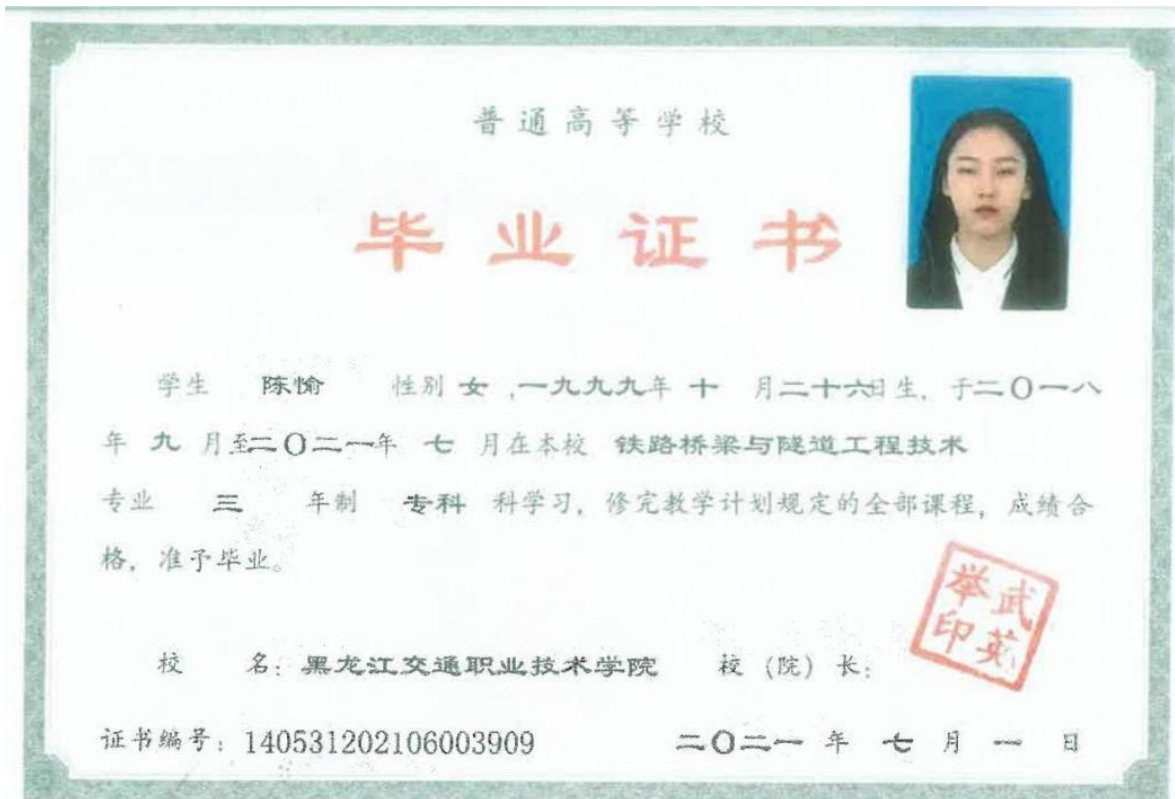 普通高等学校
毕业证书
学生 陈愉 性别 女 ,一九九九年 十 月二十六日生, 于二〇一八
年 九 月至二〇二一年 七 月在本校 铁路桥梁与隧道工程技术
专业 三 年制 专科 科学习, 修完教学计划规定的全部课程, 成绩合
格, 准予毕业。
武英举印
校 名: 黑龙江交通职业技术学院 校 (院) 长:
证书编号: 140531202106003909 二〇二一 年 七 月 一 日